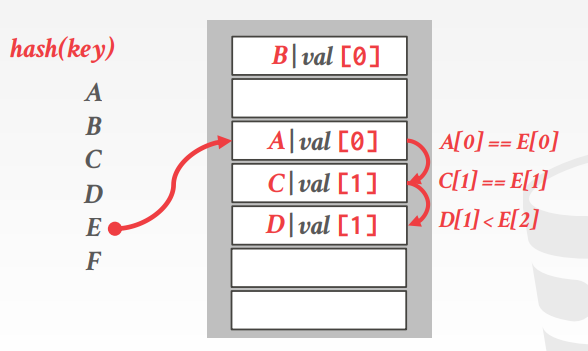 hash(key)
A
B
C
D
E
F
B|val [0]
A|val [0]
C|val [1]
D|val [1]
A[0] == E[0]
C[1] == E[1]
D[1] < E[2]